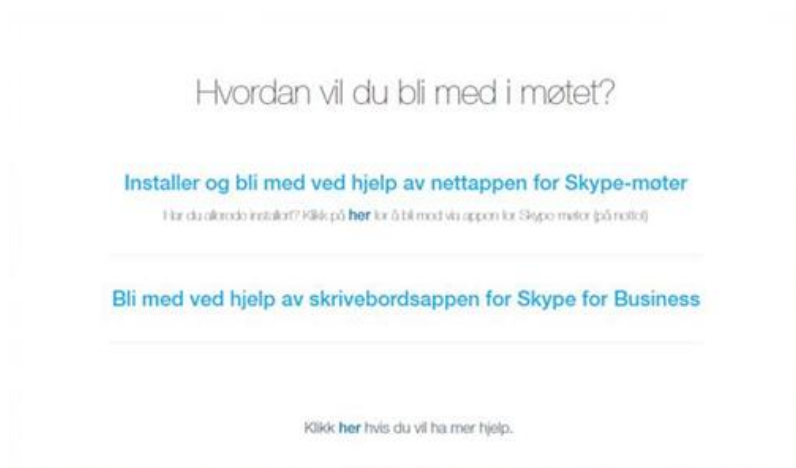 Hvordan vil du bli med i møtet?
Installer og bli med ved hjelp av nettappen for Skype-møter
Har du allerede installert? Klikk på her for å bli med via appen for Skype-møter (på nettet)
Bli med ved hjelp av skrivebordsappen for Skype for Business
Klikk her hvis du vil ha mer hjelp.